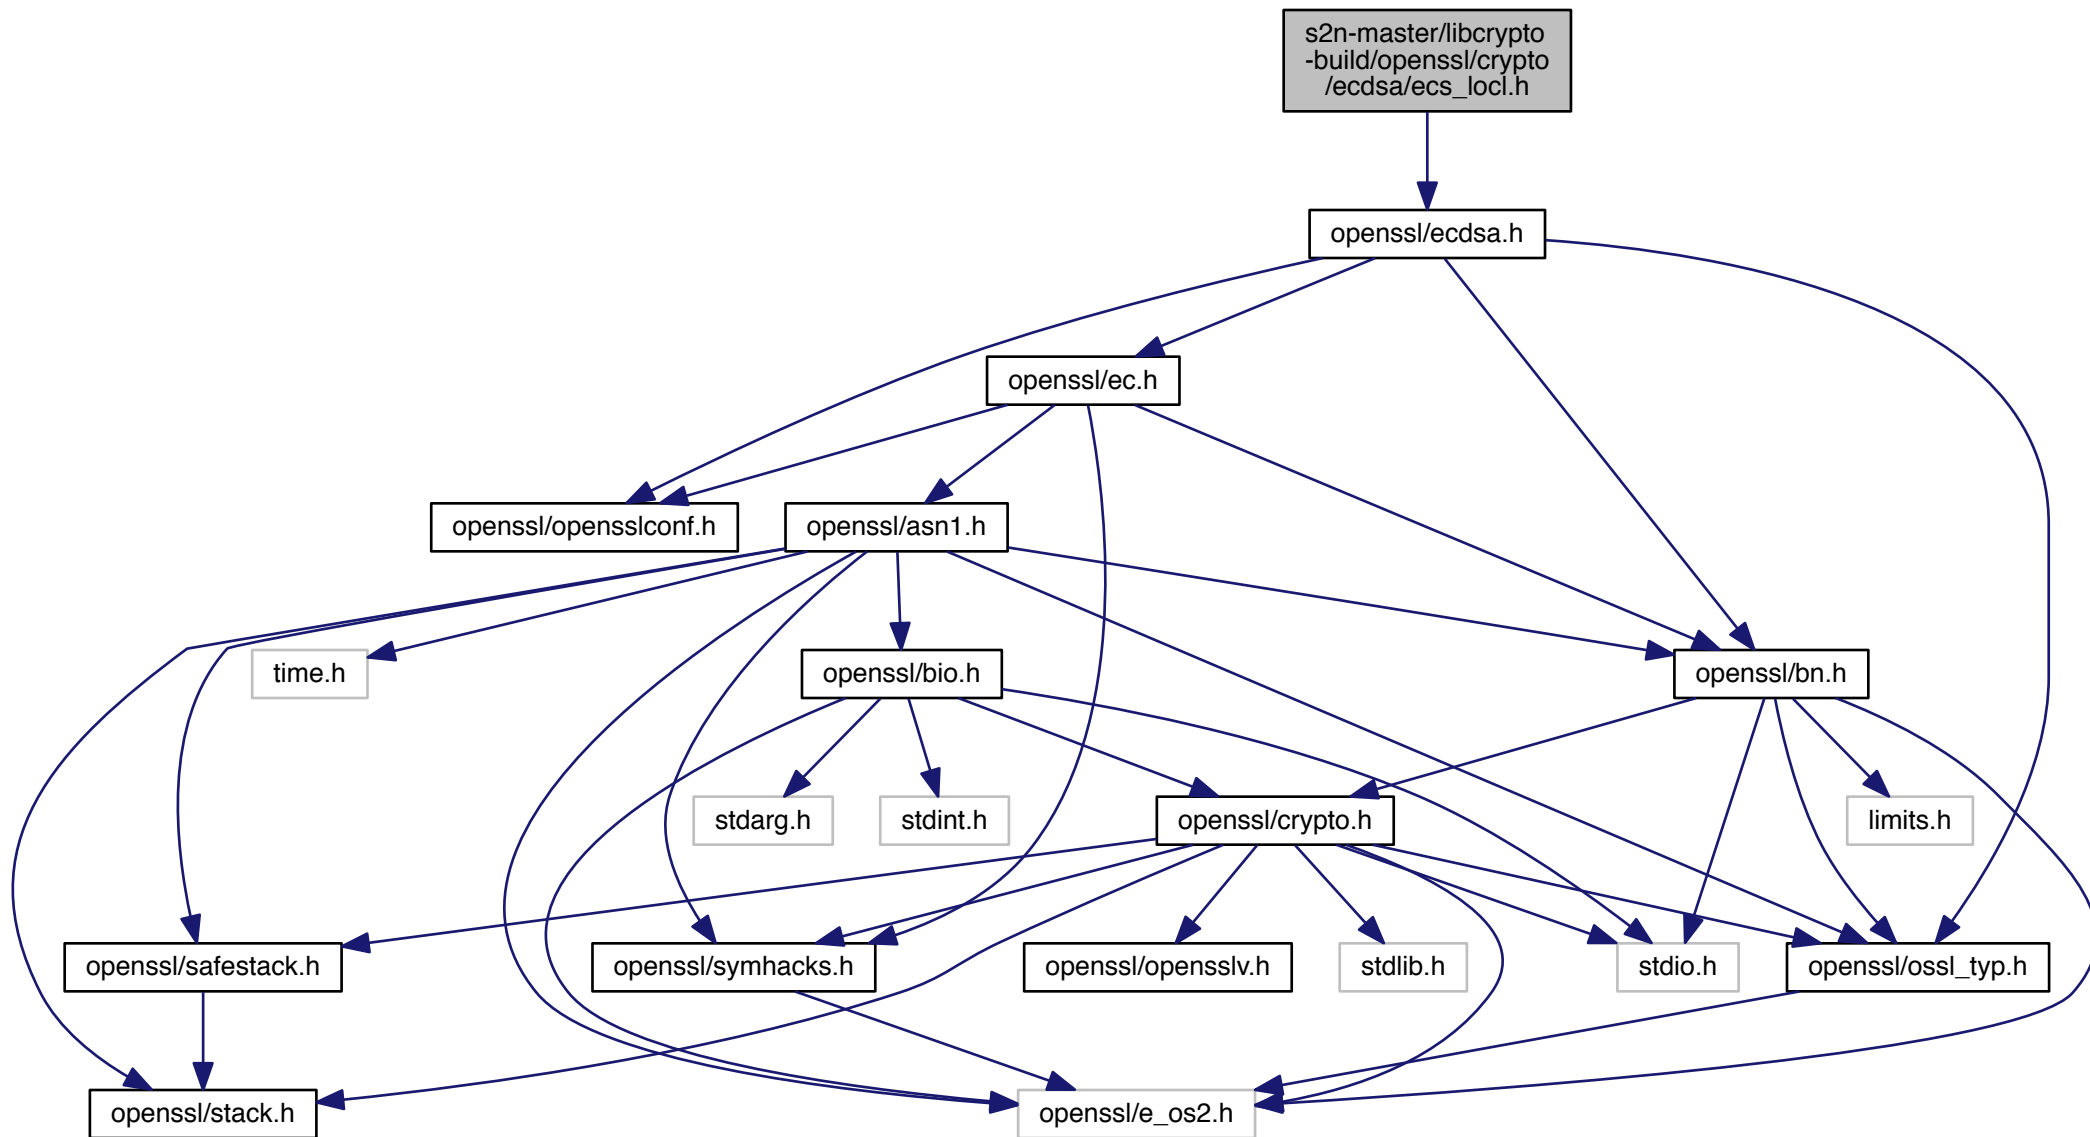 s2n-master/libcrypto
-build/openssl/crypto
/ecdsa/ecs_locl.h
openssl/ecdsa.h
openssl/ec.h
openssl/opensslconf.h
openssl/asn1.h
time.h
openssl/bio.h
openssl/bn.h
stdarg.h
stdint.h
openssl/crypto.h
limits.h
openssl/safestack.h
openssl/symhacks.h
openssl/opensslv.h
stdlib.h
stdio.h
openssl/ossl_typ.h
openssl/stack.h
openssl/e_os2.h